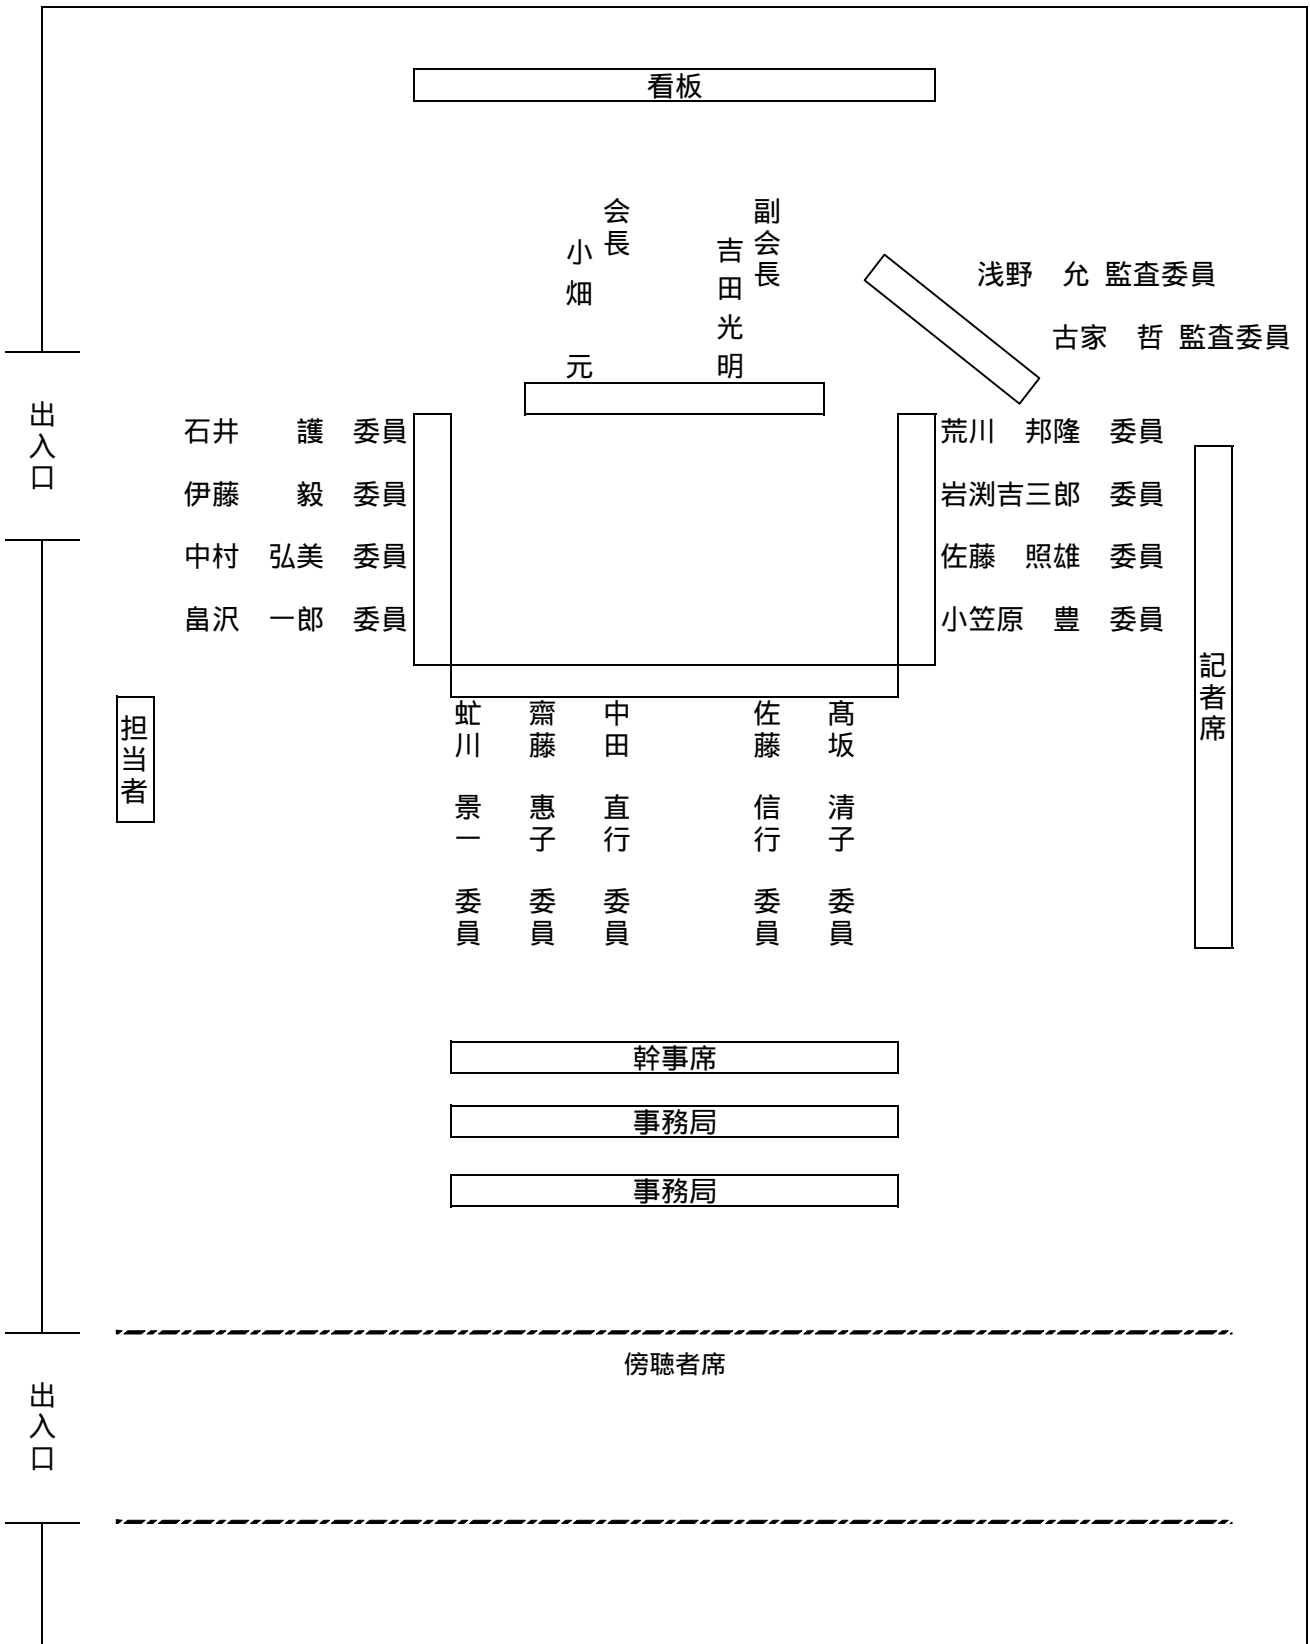 看板
会長
小畑　元
副会長
吉田光明
浅野　允 監査委員
古家　哲 監査委員
出入口
石井　　護　委員
伊藤　　毅　委員
中村　弘美　委員
畠沢　一郎　委員
荒川　邦隆　委員
岩渕吉三郎　委員
佐藤　照雄　委員
小笠原　豊　委員
記者席
担当者
虻川　景一　委員
齋藤　惠子　委員
中田　直行　委員
佐藤　信行　委員
髙坂　清子　委員
幹事席
事務局
事務局
傍聴者席
出入口